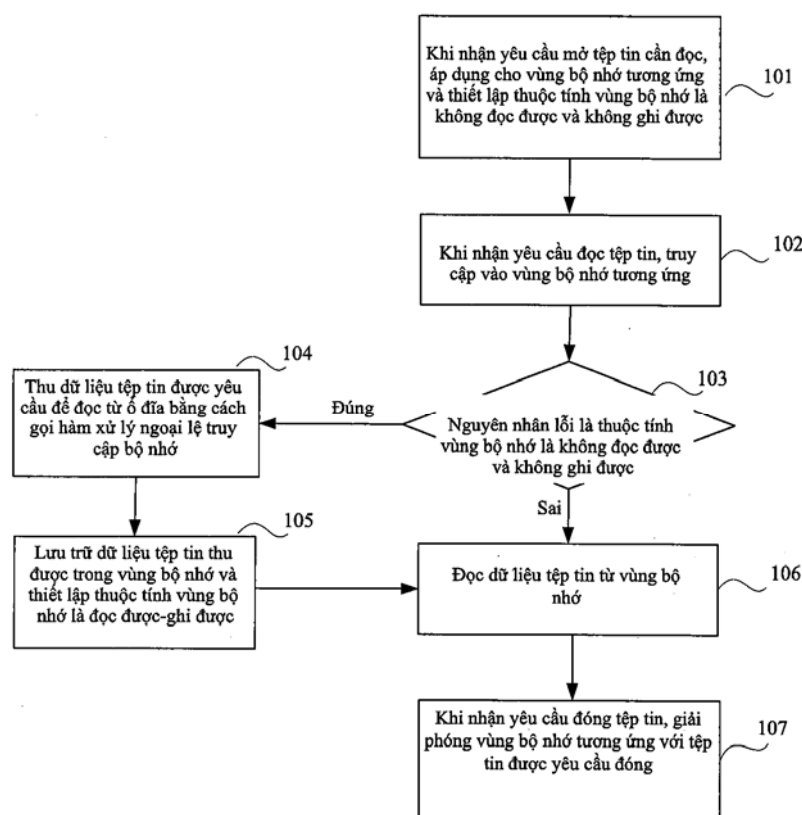 Khi nhận yêu cầu mở tệp tin cần đọc,
áp dụng cho vùng bộ nhớ tương ứng
và thiết lập thuộc tính vùng bộ nhớ là
không đọc được và không ghi được
101
Khi nhận yêu cầu đọc tệp tin, truy
cập vào vùng bộ nhớ tương ứng
102
103
Nguyên nhân lỗi là thuộc tính
vùng bộ nhớ là không đọc được
và không ghi được
Đúng
Sai
104
Thu dữ liệu tệp tin được yêu
cầu để đọc từ ổ đĩa bằng cách
gọi hàm xử lý ngoại lệ truy
cập bộ nhớ
105
Lưu trữ dữ liệu tệp tin thu
được trong vùng bộ nhớ và
thiết lập thuộc tính vùng bộ
nhớ là đọc được-ghi được
Đọc dữ liệu tệp tin từ vùng bộ
nhớ
106
Khi nhận yêu cầu đóng tệp tin, giải
phóng vùng bộ nhớ tương ứng với tệp
tin được yêu cầu đóng
107